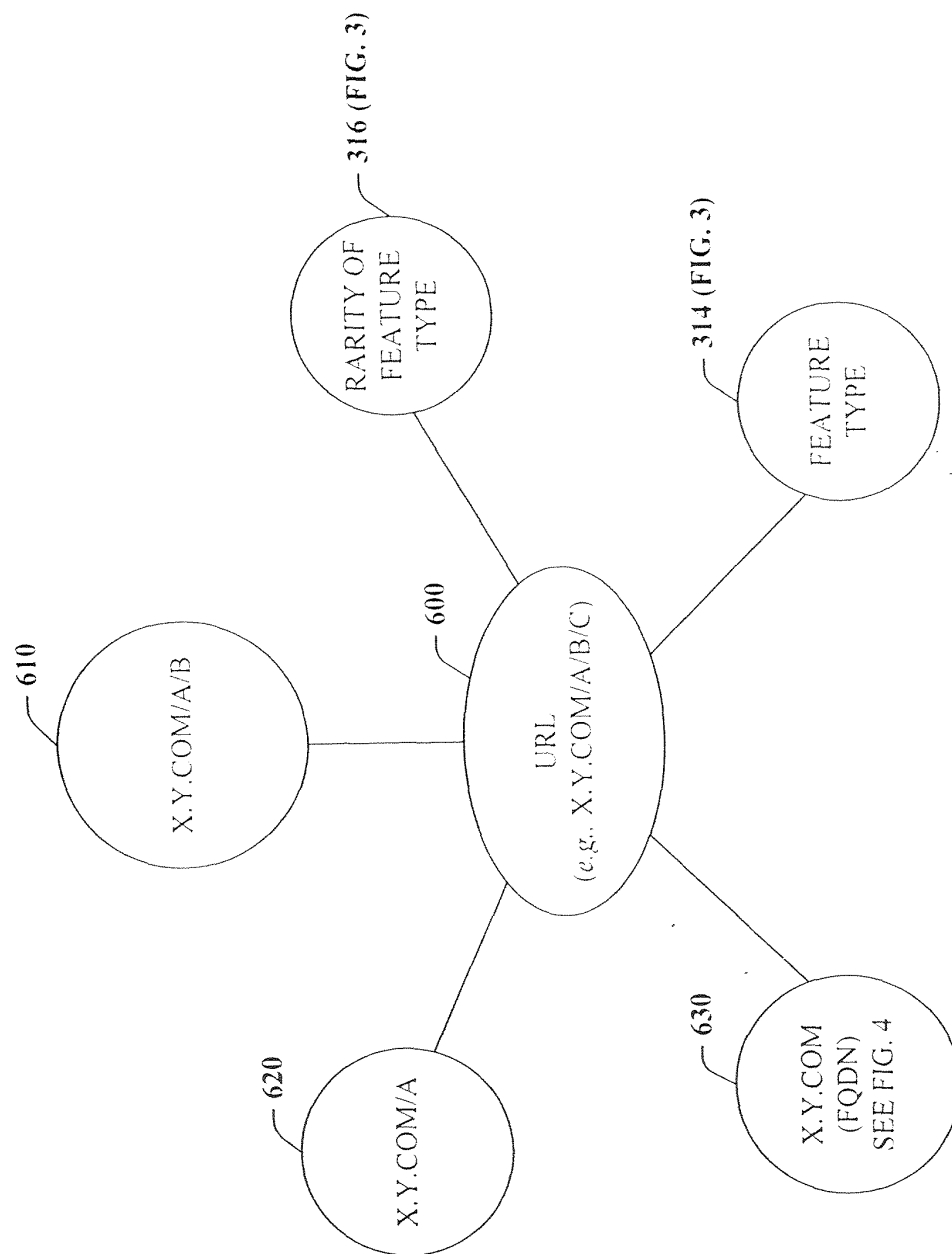 610
X.Y.COM/A/B
620
X.Y.COM/A
600
URL
(e.g., X.Y.COM/A/B/C)
316 (FIG. 3)
RARITY OF
FEATURE
TYPE
630
X.Y.COM
(FQDN)
SEE FIG. 4
314 (FIG. 3)
FEATURE
TYPE